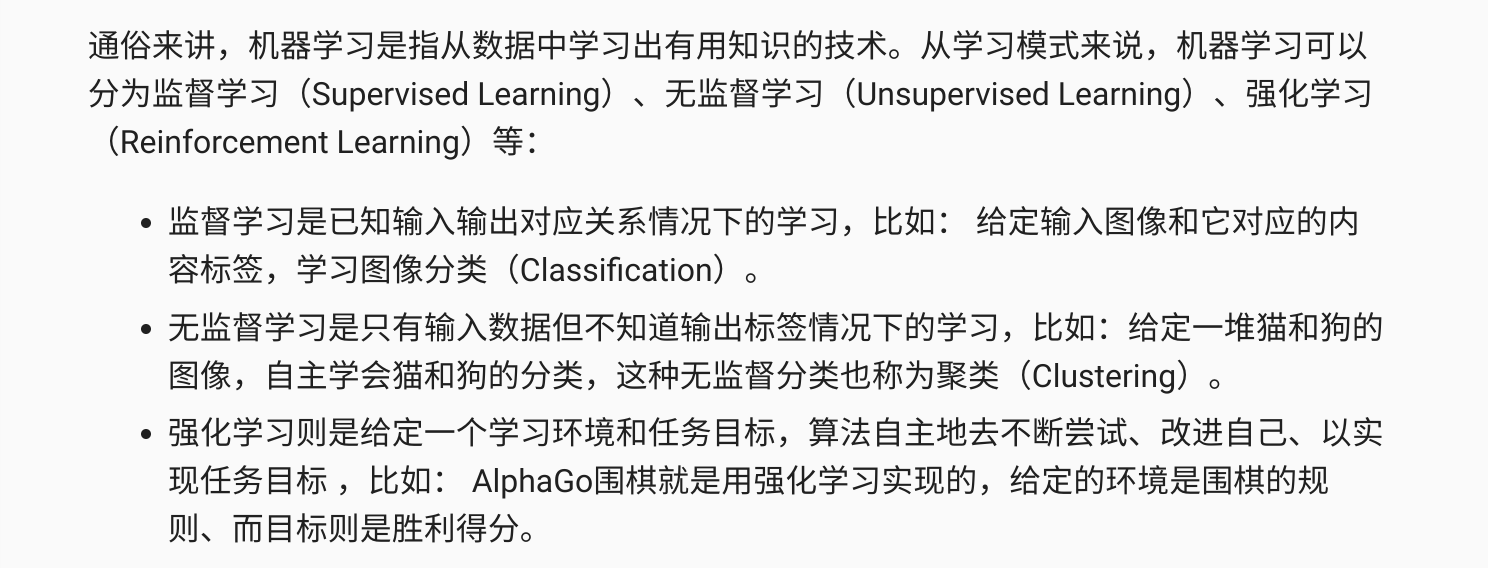 通俗来讲，机器学习是指从数据中学习出有用知识的技术。从学习模式来说，机器学习可以
分为监督学习（Supervised Learning）、无监督学习（Unsupervised Learning）、强化学习
（Reinforcement Learning）等：
• 监督学习是已知输入输出对应关系情况下的学习，比如： 给定输入图像和它对应的内
容标签，学习图像分类（Classification）。
• 无监督学习是只有输入数据但不知道输出标签情况下的学习，比如：给定一堆猫和狗的
图像，自主学会猫和狗的分类，这种无监督分类也称为聚类（Clustering）。
• 强化学习则是给定一个学习环境和任务目标，算法自主地去不断尝试、改进自己、以实
现任务目标 ，比如： AlphaGo围棋就是用强化学习实现的，给定的环境是围棋的规
则、而目标则是胜利得分。